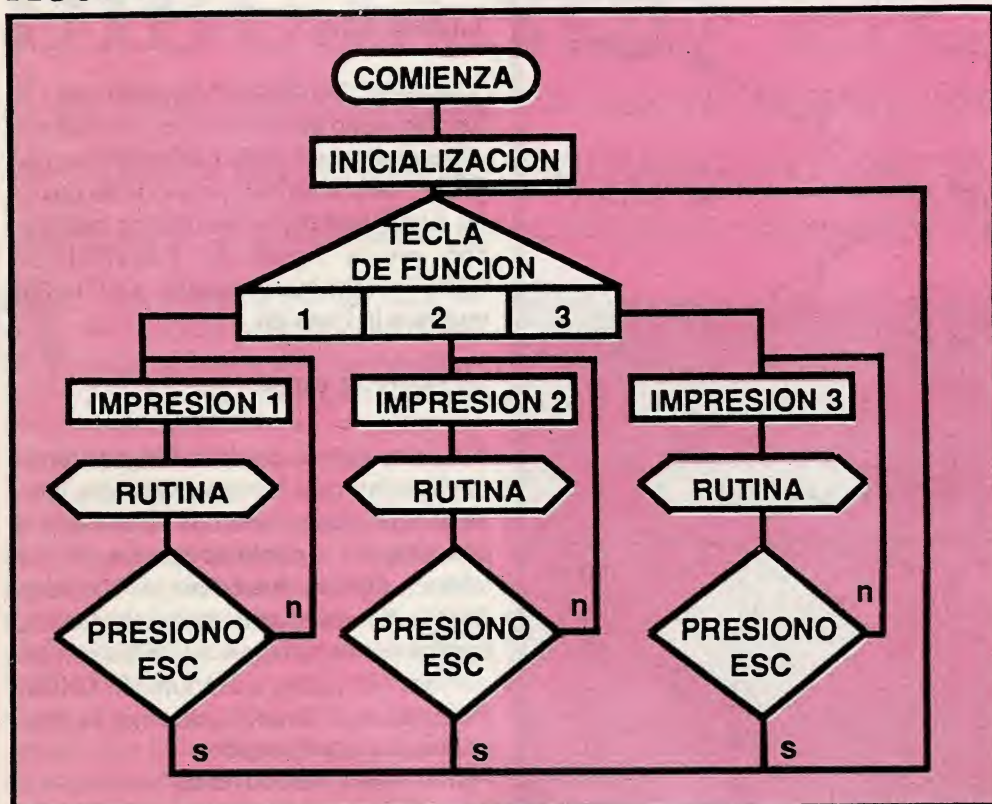 COMIENZA
INICIALIZACION
TECLA
DE FUNCION
1 2 3
IMPRESION 1 IMPRESION 2 IMPRESION 3
RUTINA RUTINA RUTINA
n n n
PRESIONO PRESIONO PRESIONO
ESC ESC ESC
s s s